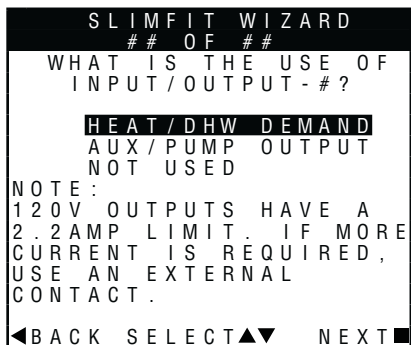 SLIMFIT WIZARD
## OF ##
WHAT IS THE USE OF
INPUT/OUTPUT-#?
HEAT/DHW DEMAND
AUX/PUMP OUTPUT
NOT USED
NOTE:
120V OUTPUTS HAVE A
2.2AMP LIMIT. IF MORE
CURRENT IS REQUIRED,
USE AN EXTERNAL
CONTACT.
◀BACK SELECT▲▼ NEXT■